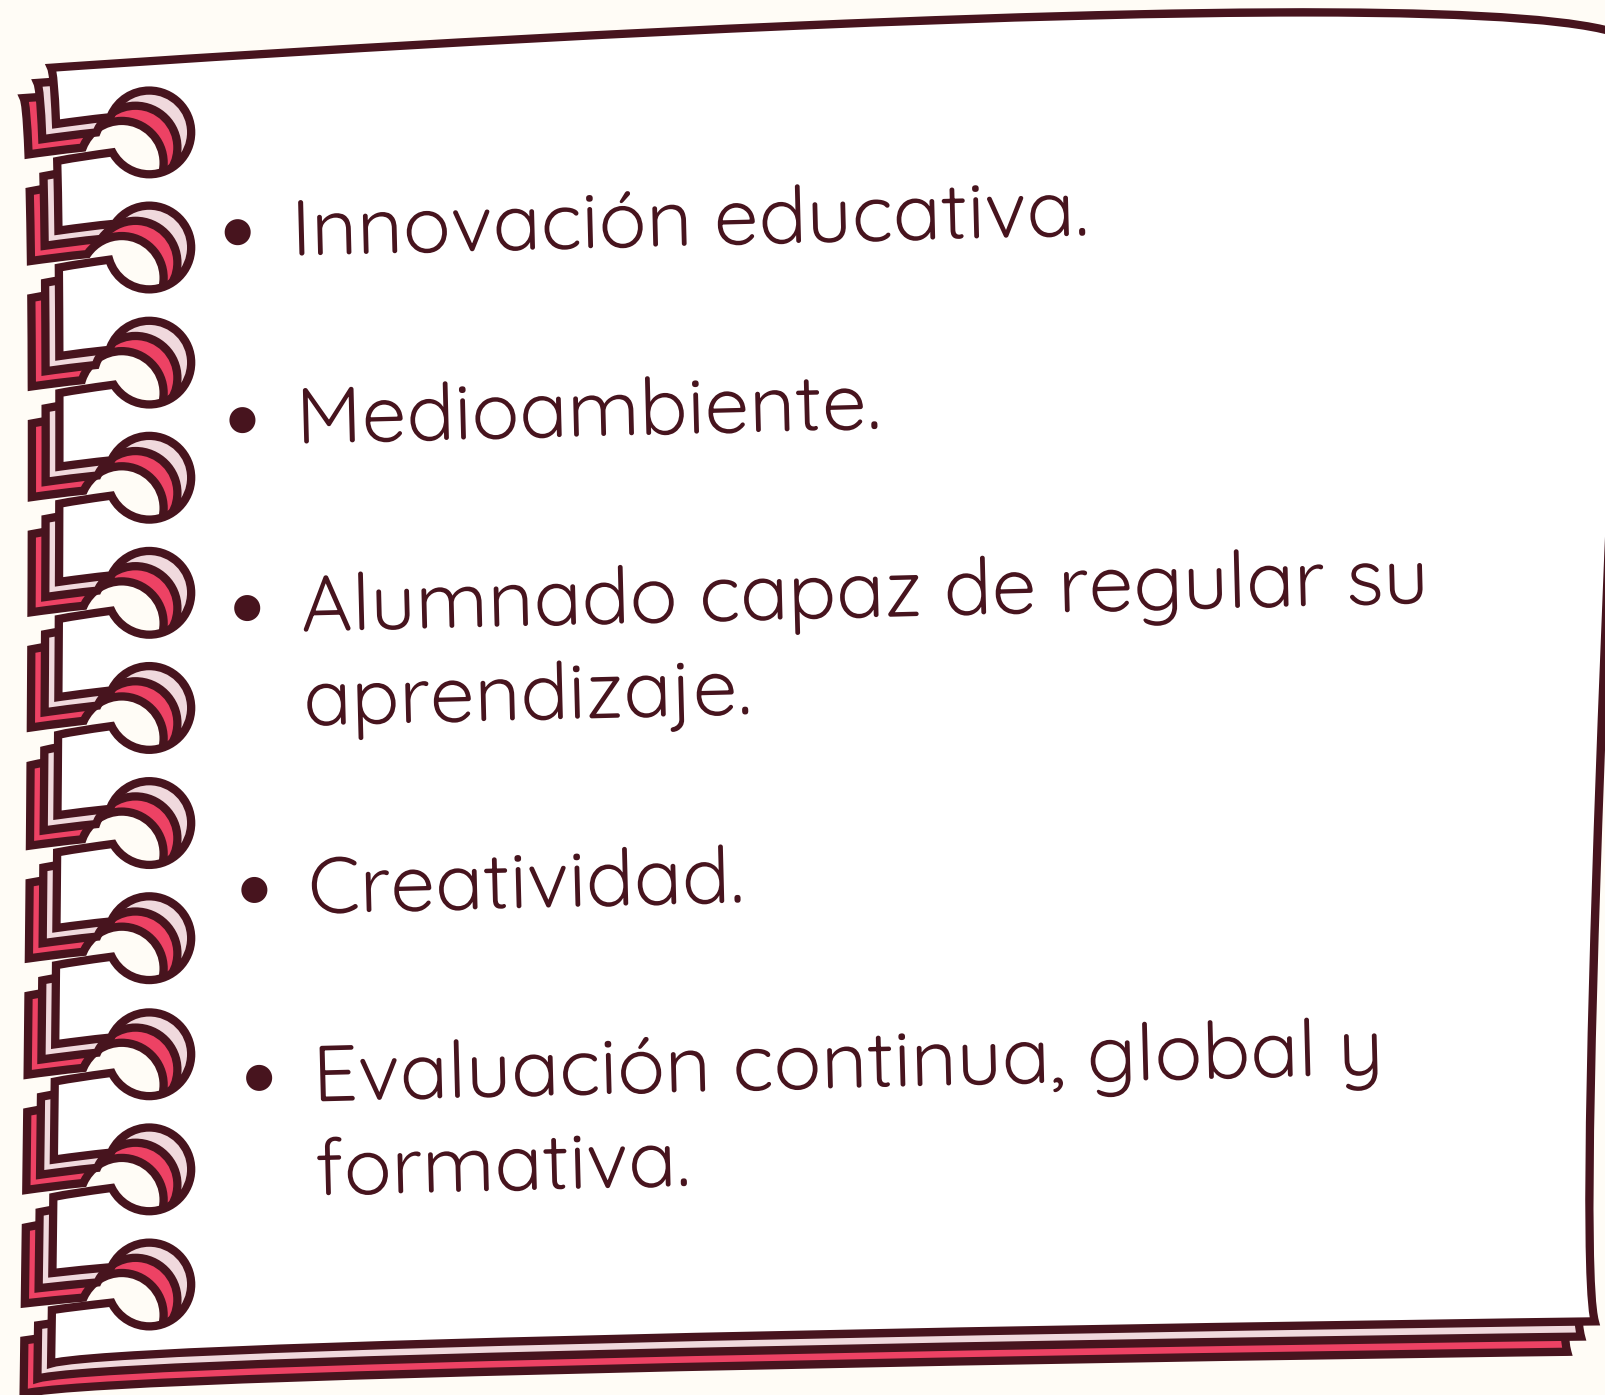 • Innovación educativa.
• Medioambiente.
• Alumnado capaz de regular su
aprendizaje.
• Creatividad.
• Evaluación continua, global y
formativa.